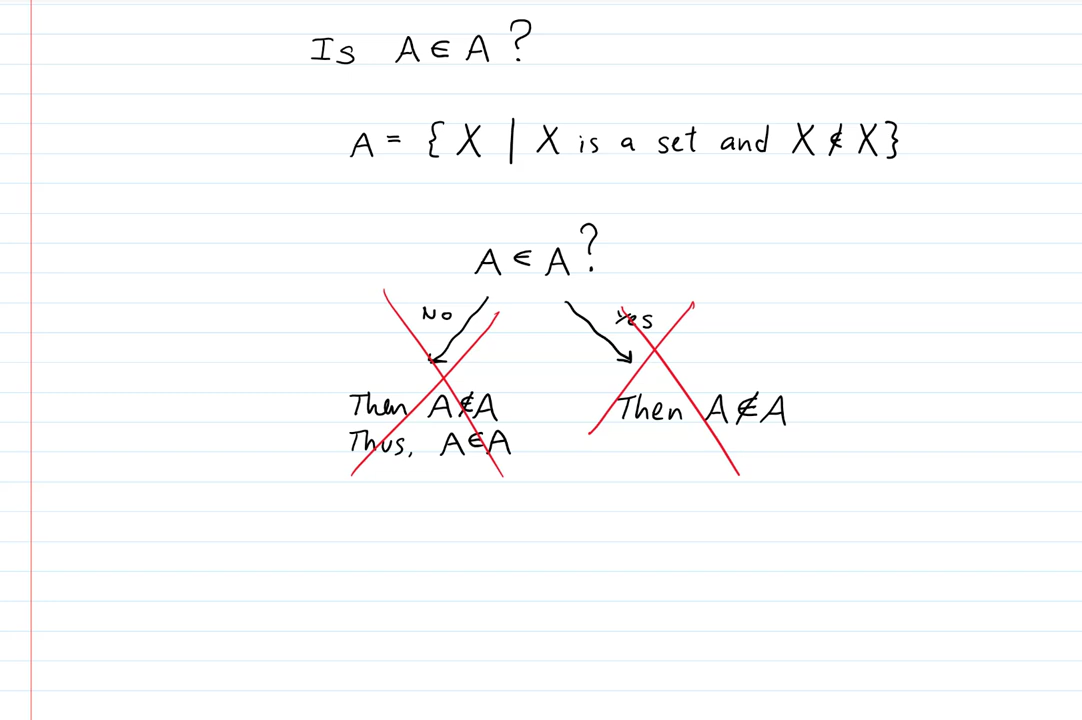 Is A ∈ A ?
A = { X | X is a set and X ∉ X}
A ∈ A ?
No Yes
Then A ∉ A Then A ∉ A
Thus, A ∈ A